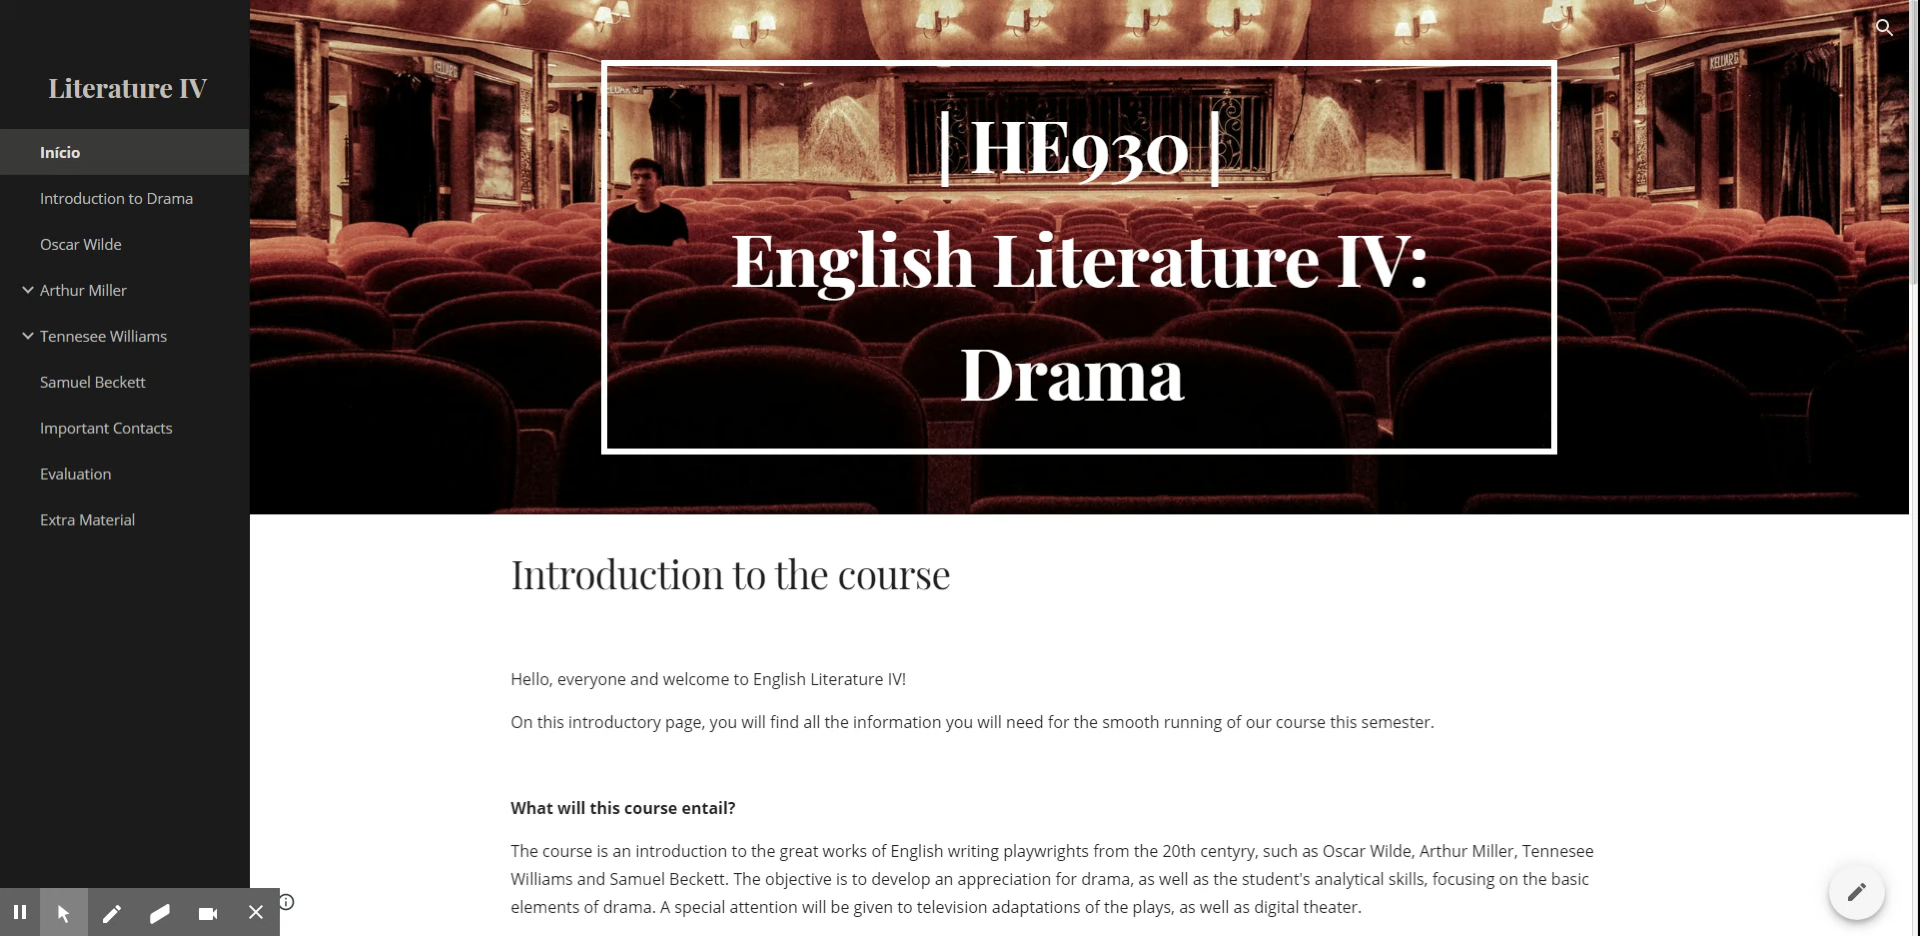 Literature IV
Início
Introduction to Drama
Oscar Wilde
Arthur Miller
Tennesee Williams
Samuel Beckett
Important Contacts
Evaluation
Extra Material
KELUAR
| HE930 |
English Literature IV:
Drama
Introduction to the course
Hello, everyone and welcome to English Literature IV!
On this introductory page, you will find all the information you will need for the smooth running of our course this semester.
What will this course entail?
The course is an introduction to the great works of English writing playwrights from the 20th centyry, such as Oscar Wilde, Arthur Miller, Tennesee
Williams and Samuel Beckett. The objective is to develop an appreciation for drama, as well as the student's analytical skills, focusing on the basic
elements of drama. A special attention will be given to television adaptations of the plays, as well as digital theater.